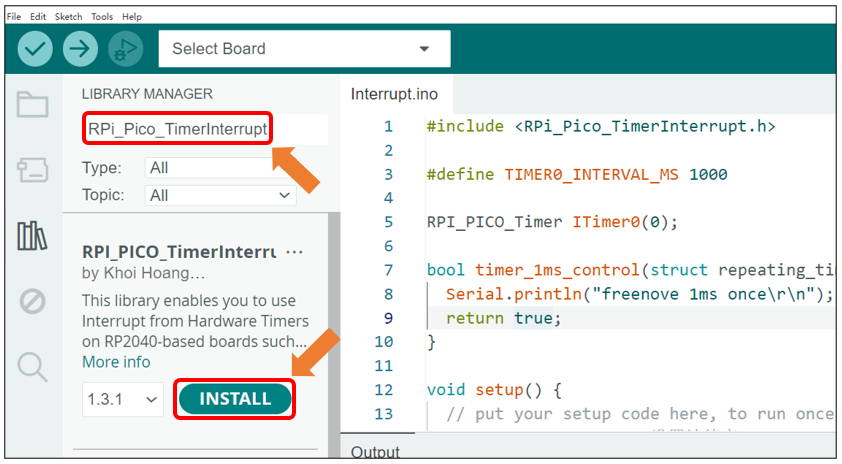 File Edit Sketch Tools Help
Select Board
LIBRARY MANAGER
RPi_Pico_TimerInterrupt
Type: All
Topic: All
RPI_PICO_TimerInterru ...
by Khoi Hoang…
This library enables you to use
Interrupt from Hardware Timers
on RP2040-based boards such...
More info
1.3.1 INSTALL
Interrupt.ino
1 #include <RPi_Pico_TimerInterrupt.h>
2
3 #define TIMER0_INTERVAL_MS 1000
4
5 RPI_PICO_Timer ITimer0(0);
6
7 bool timer_1ms_control(struct repeating_ti
8 Serial.println("freenove 1ms once\r\n");
9 return true;
10 }
11
12 void setup() {
13 // put your setup code here, to run once
Output